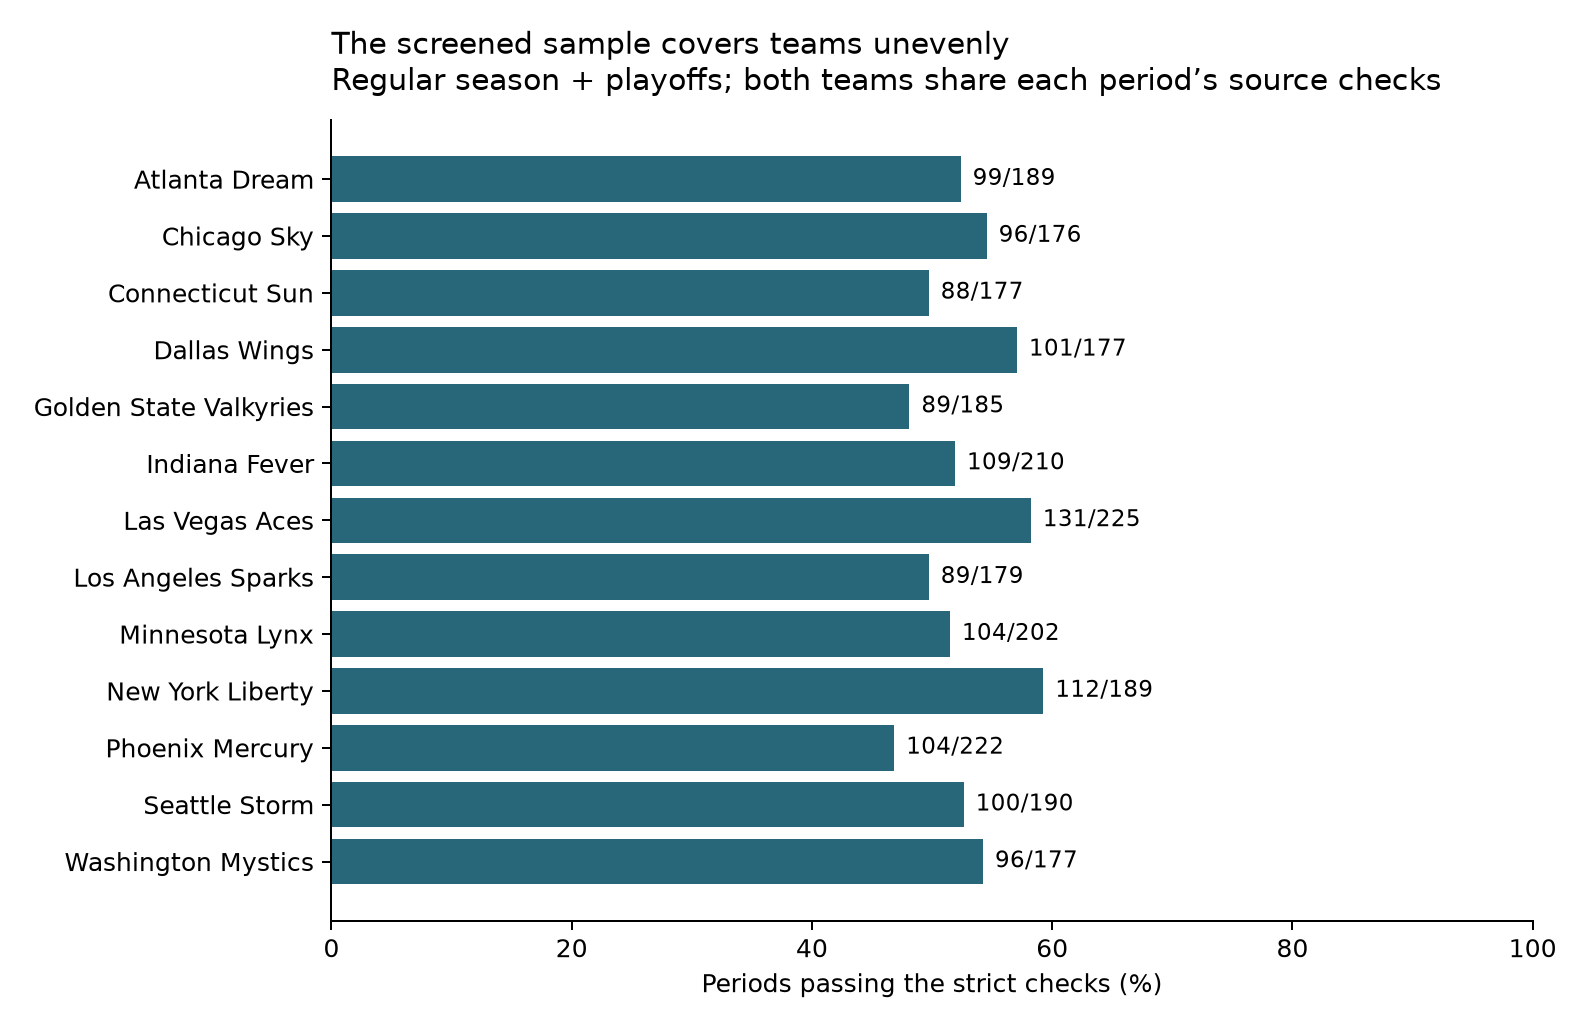 The screened sample covers teams unevenly
Regular season + playoffs; both teams share each period’s source checks
Atlanta Dream 99/189
Chicago Sky 96/176
Connecticut Sun 88/177
Dallas Wings 101/177
Golden State Valkyries 89/185
Indiana Fever 109/210
Las Vegas Aces 131/225
Los Angeles Sparks 89/179
Minnesota Lynx 104/202
New York Liberty 112/189
Phoenix Mercury 104/222
Seattle Storm 100/190
Washington Mystics 96/177
0 20 40 60 80 100
Periods passing the strict checks (%)